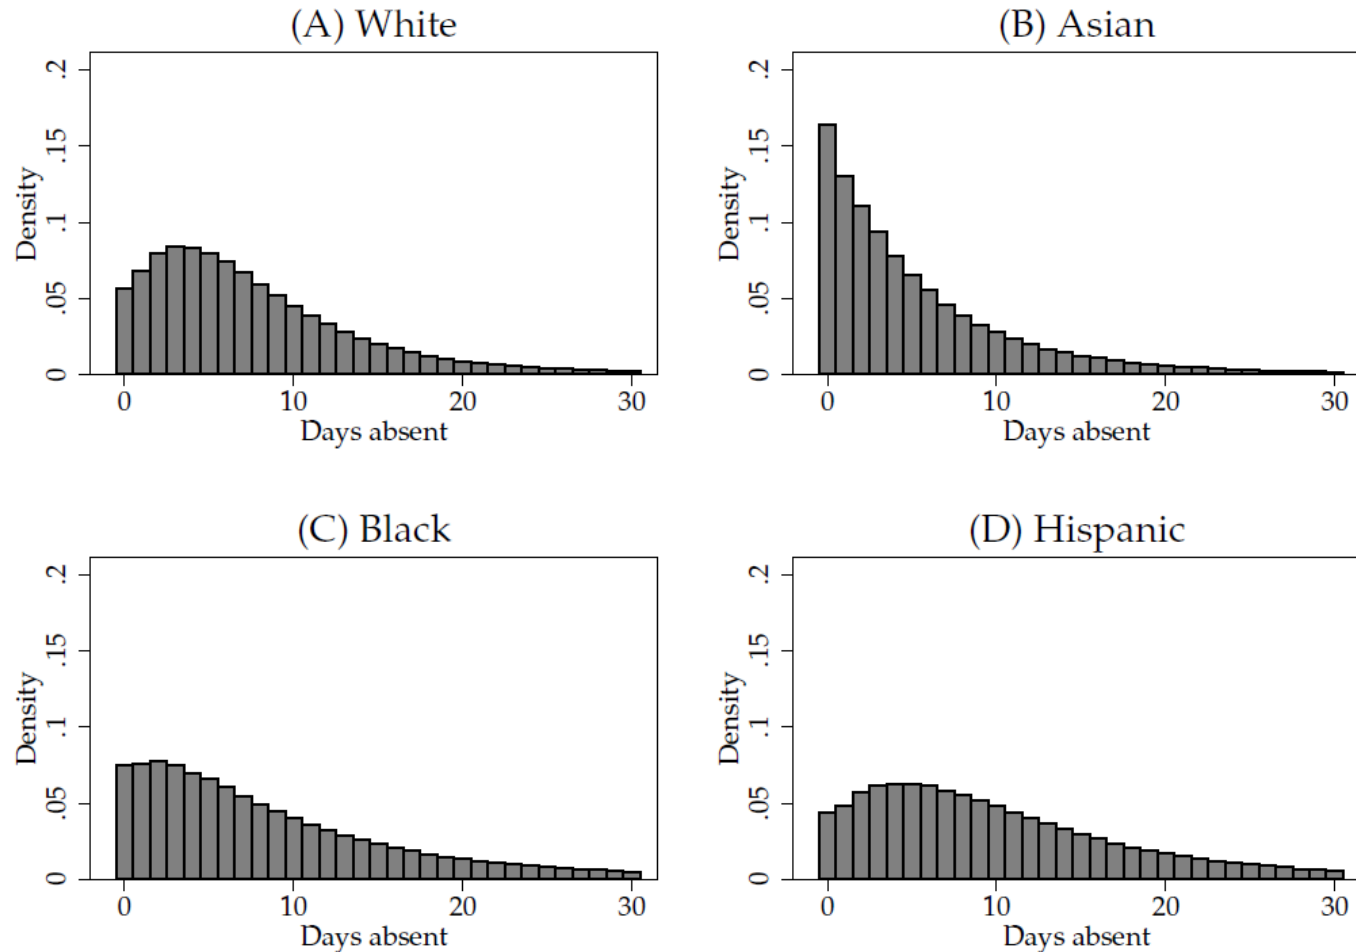 (A) White
.2
.15
.1
.05
0
Density
0 10 20 30
Days absent
(B) Asian
.2
.15
.1
.05
0
Density
0 10 20 30
Days absent
(C) Black
.2
.15
.1
.05
0
Density
0 10 20 30
Days absent
(D) Hispanic
.2
.15
.1
.05
0
Density
0 10 20 30
Days absent